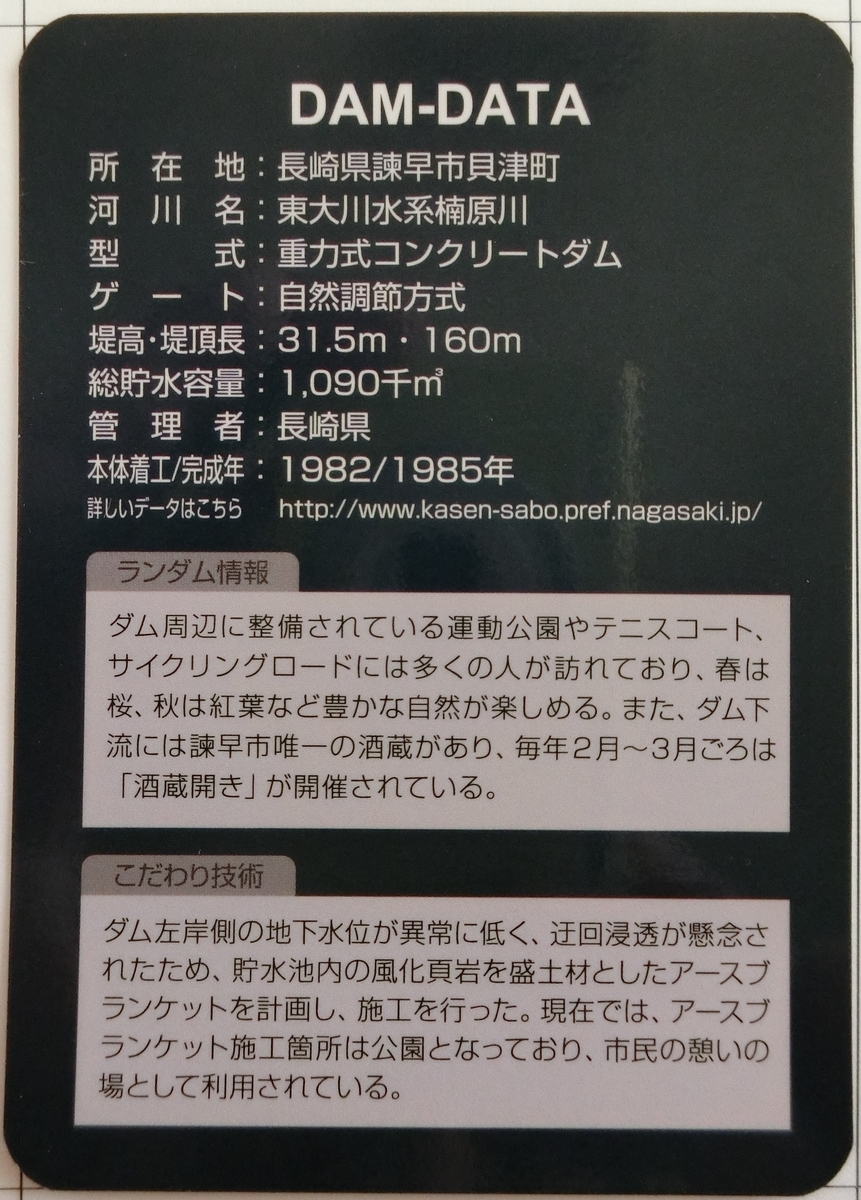 DAM-DATA
所在地：長崎県諫早市貝津町
河川名：東大川水系楠原川
型式：重力式コンクリートダム
ゲート：自然調節方式
堤高・堤頂長：31.5m・160m
総貯水容量：1,090千㎥
管理者：長崎県
本体着工/完成年：1982/1985年
詳しいデータはこちら http://www.kasen-sabo.pref.nagasaki.jp/
ランダム情報
ダム周辺に整備されている運動公園やテニスコート、
サイクリングロードには多くの人が訪れており、春は
桜、秋は紅葉など豊かな自然が楽しめる。また、ダム下
流には諫早市唯一の酒蔵があり、毎年2月〜3月ごろは
「酒蔵開き」が開催されている。
こだわり技術
ダム左岸側の地下水位が異常に低く、迂回浸透が懸念さ
れたため、貯水池内の風化頁岩を盛土材としたアースブ
ランケットを計画し、施工を行った。現在では、アースブ
ランケット施工箇所は公園となっており、市民の憩いの
場として利用されている。